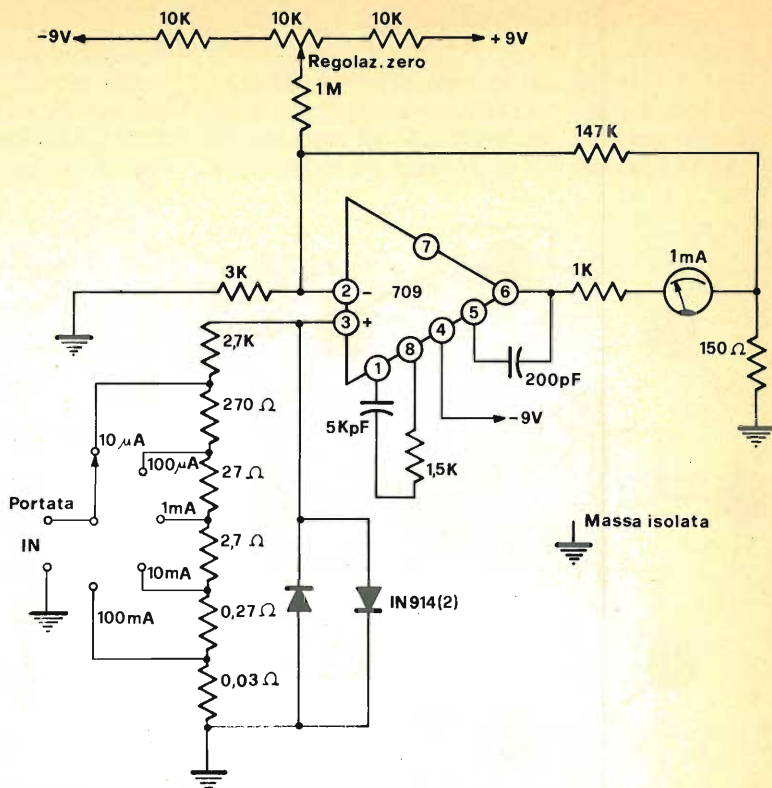 10K 10K 10K
-9V +9V
Regolaz. zero
1M
147K
7
1mA
3K
2 - 709 6 1K
3 +
5
4
8
1
2,7K
150 Ω
200pF
270 Ω
5KpF
-9V
10 µA
100µA
27 Ω
1,5K
Portata
1mA
Massa isolata
IN
2,7 Ω
10mA
100mA
0,27 Ω
IN914(2)
0,03 Ω